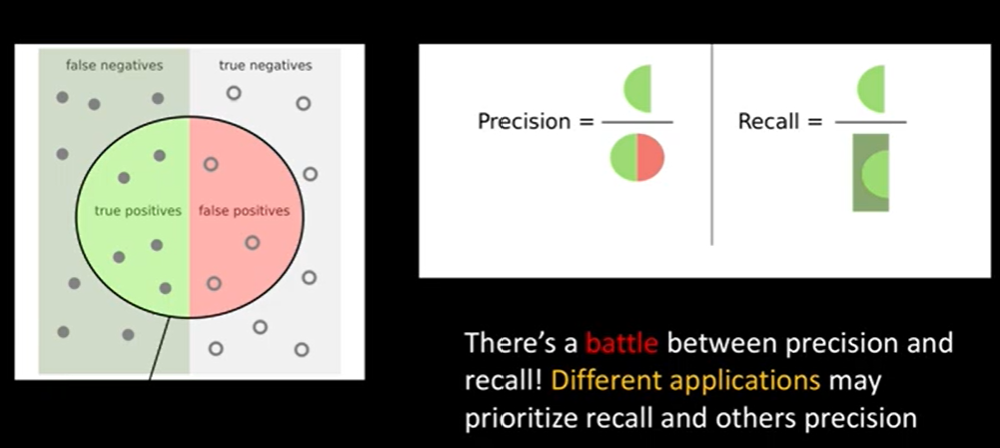 false negatives
true negatives
true positives
false positives
Precision =
Recall =
There's a battle between precision and
recall! Different applications may
prioritize recall and others precision